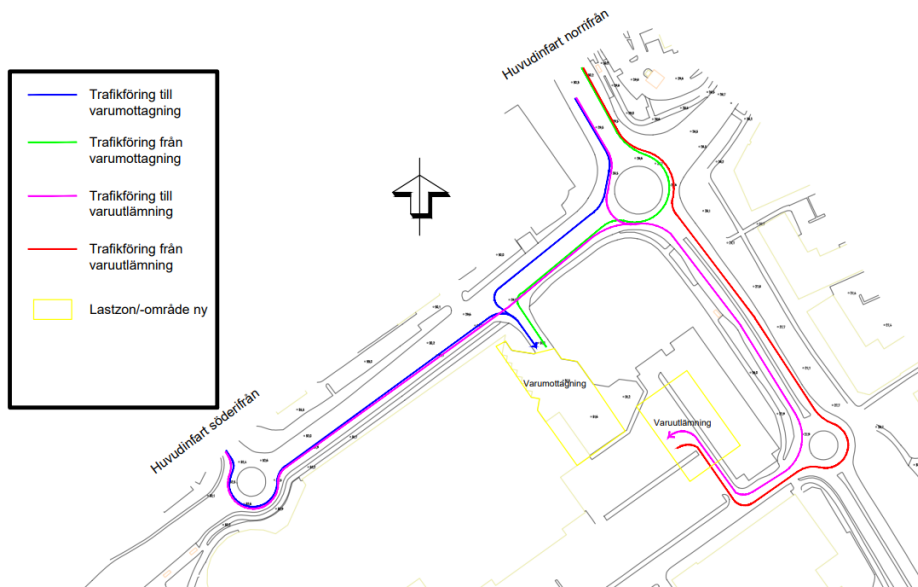 Huvudinfart norrifrån
Trafikföring till
varumottagning
Trafikföring från
varumottagning
Trafikföring till
varuutlämning
Trafikföring från
varuutlämning
Lastzon/-område ny
Varumottagning
Varuutlämning
Huvudinfart söderifrån